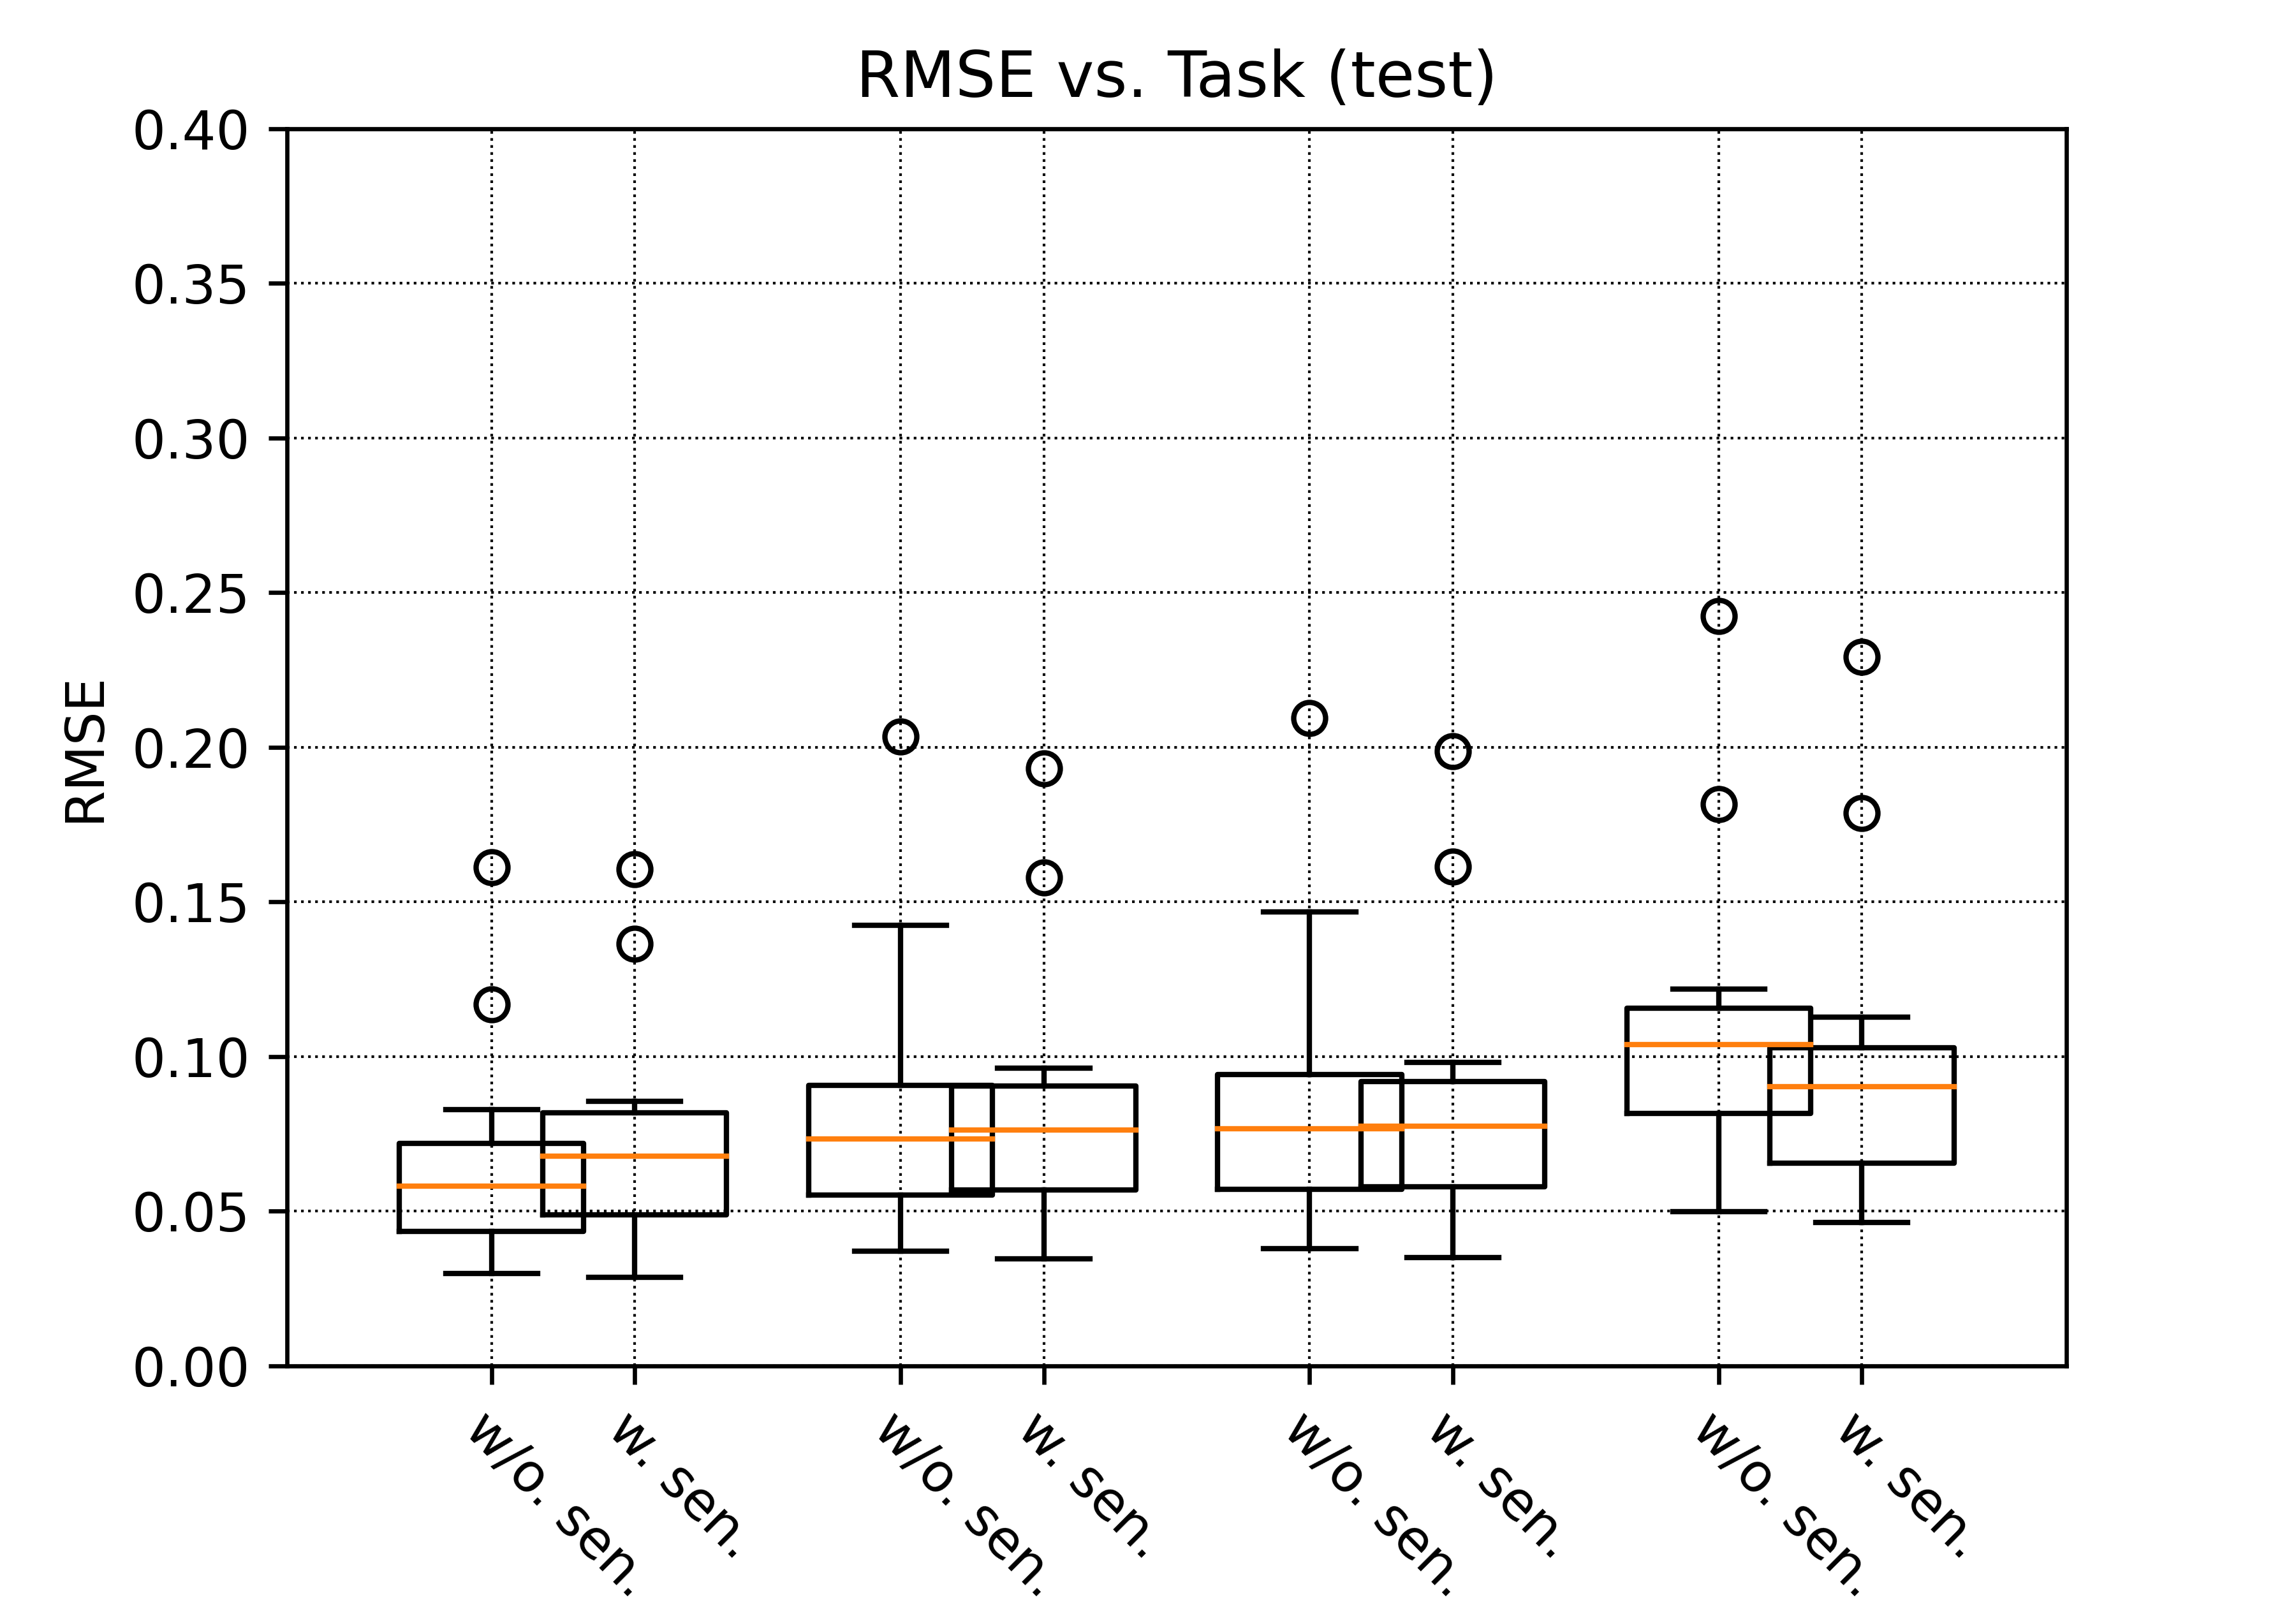 RMSE vs. Task (test)
0.40
0.35
0.30
0.25
0.20
0.15
0.10
0.05
0.00
RMSE
w/o. sen.
w. sen.
w/o. sen.
w. sen.
w/o. sen.
w. sen.
w/o. sen.
w. sen.